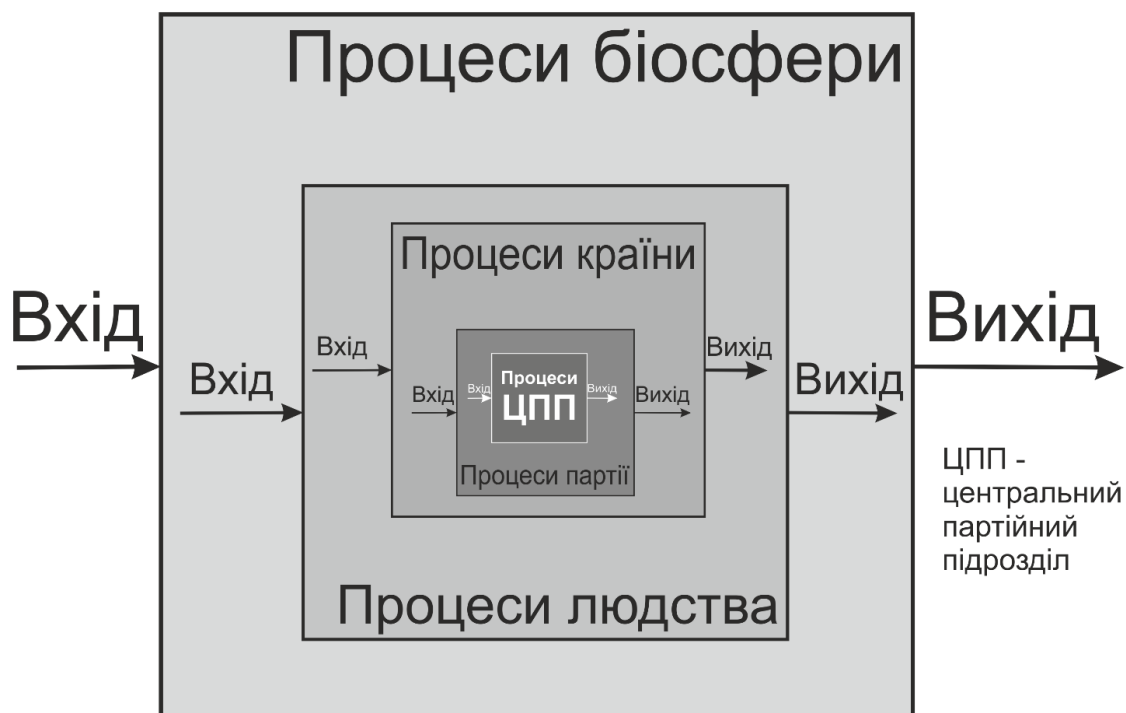 Процеси біосфери
Процеси країни
Вхід
Вихід
Вхід
Вихід
Вхід
Вихід
Вхід
Вихід
Вхід
Вихід
Процеси
ЦПП
Процеси партії
ЦПП -
центральний
партійний
підрозділ
Процеси людства